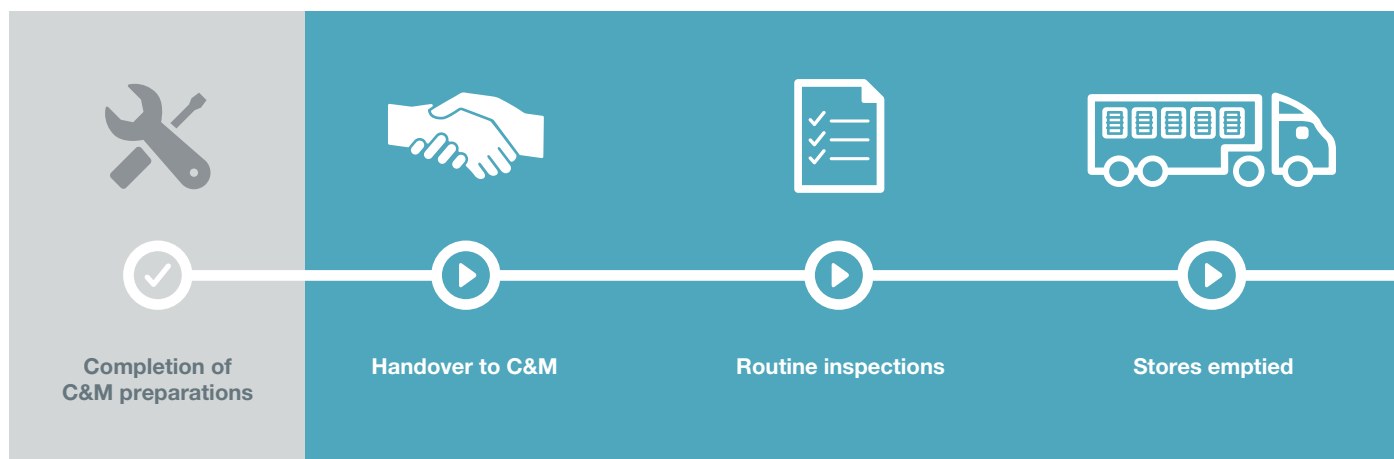 Completion of
C&M preparations
Handover to C&M
Routine inspections
Stores emptied